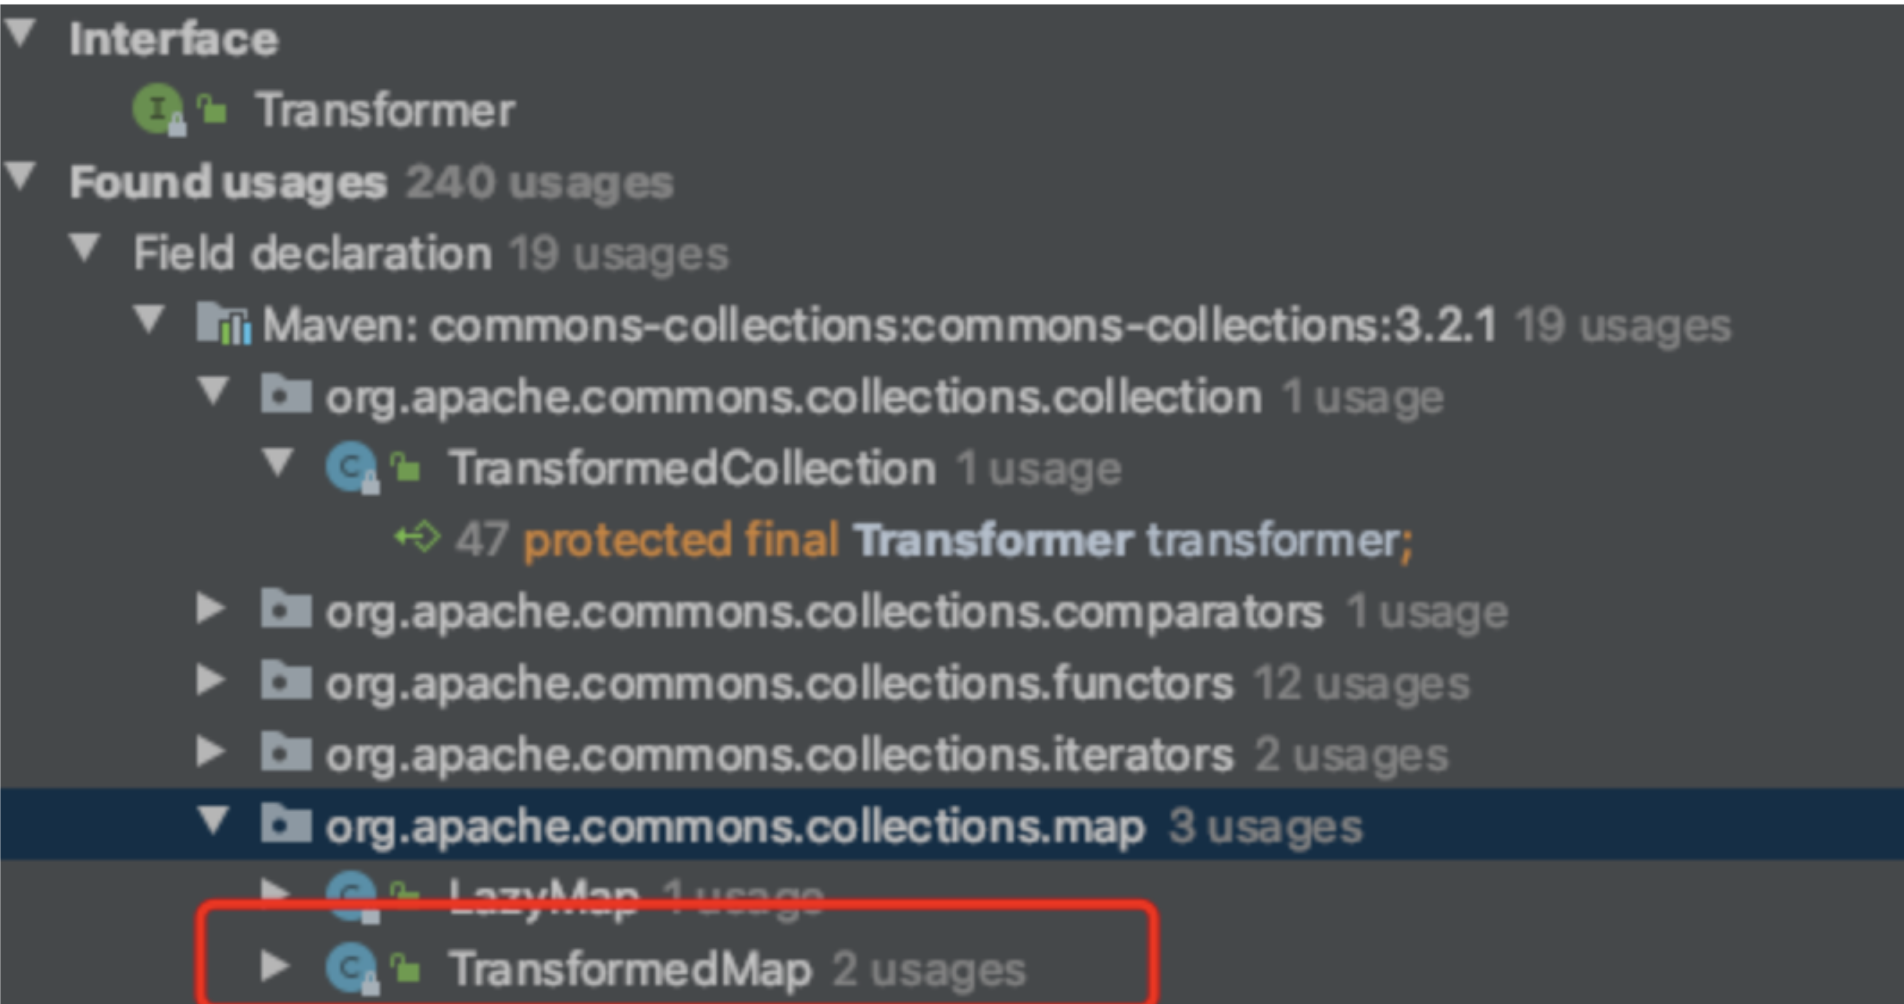 Interface
Transformer
Found usages 240 usages
Field declaration 19 usages
Maven: commons-collections:commons-collections:3.2.1 19 usages
org.apache.commons.collections.collection 1 usage
TransformedCollection 1 usage
47 protected final Transformer transformer;
org.apache.commons.collections.comparators 1 usage
org.apache.commons.collections.functors 12 usages
org.apache.commons.collections.iterators 2 usages
org.apache.commons.collections.map 3 usages
LazyMap 1 usage
TransformedMap 2 usages